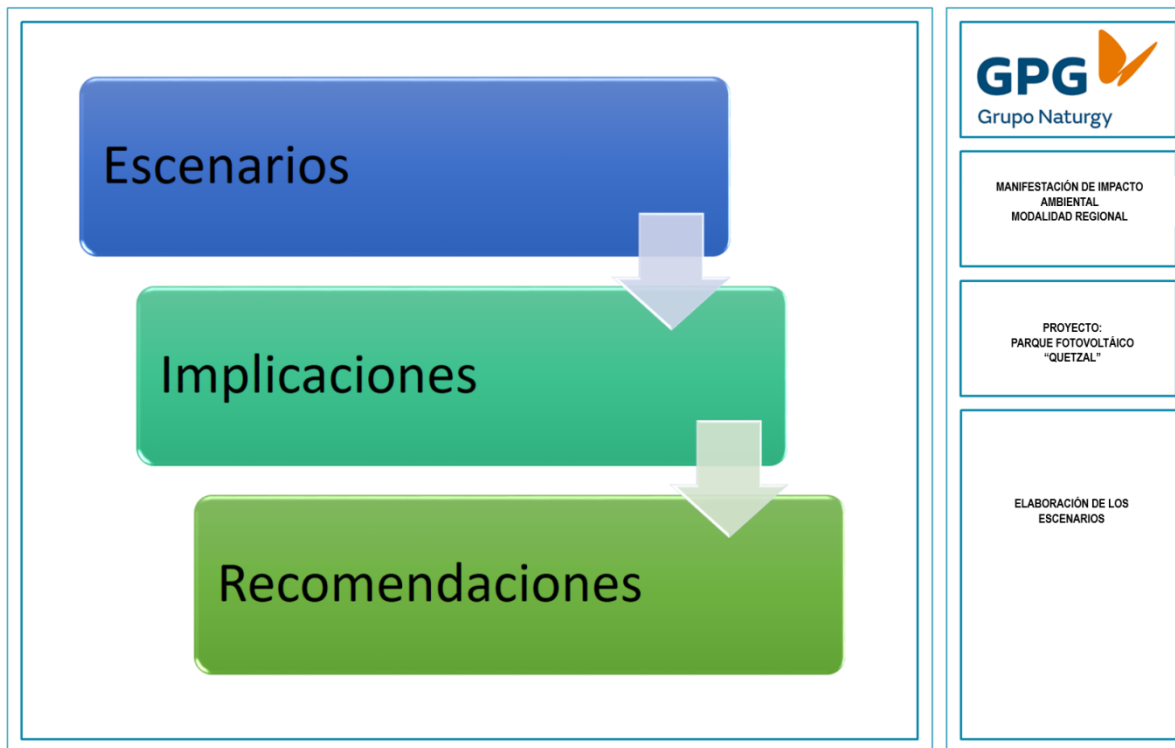 Escenarios
Implicaciones
Recomendaciones
GPG
Grupo Naturgy
MANIFESTACIÓN DE IMPACTO
AMBIENTAL
MODALIDAD REGIONAL
PROYECTO:
PARQUE FOTOVOLTÁICO
“QUETZAL”
ELABORACIÓN DE LOS
ESCENARIOS